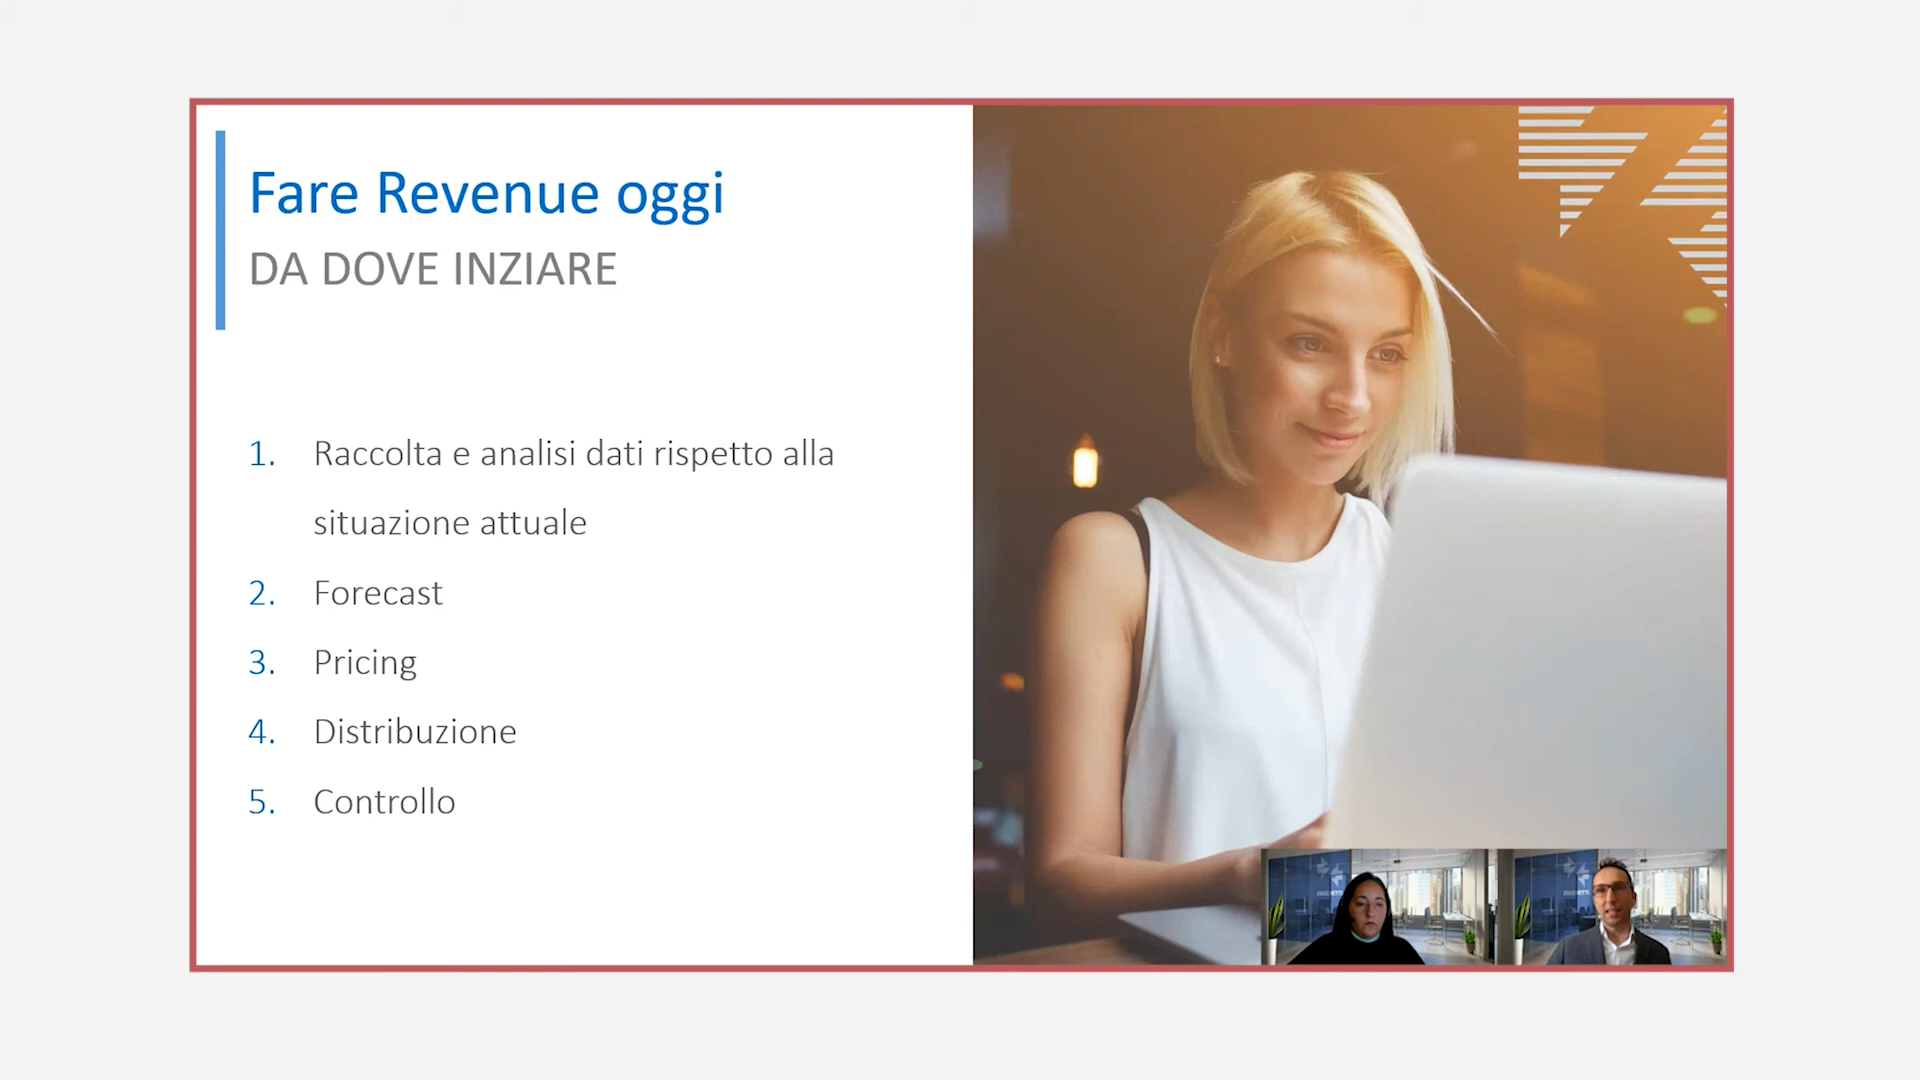 Fare Revenue oggi
DA DOVE INZIARE
1. Raccolta e analisi dati rispetto alla
situazione attuale
2. Forecast
3. Pricing
4. Distribuzione
5. Controllo